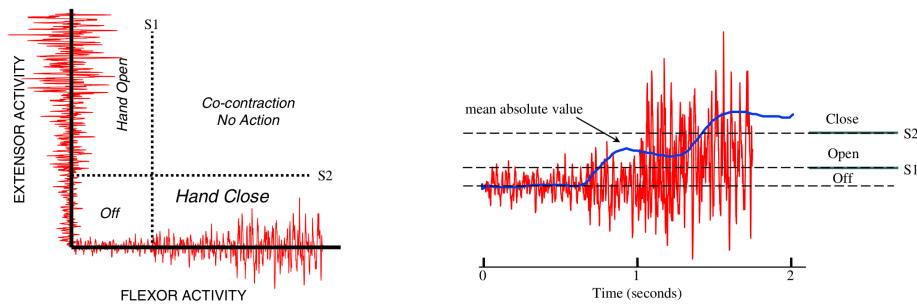 S1
EXTENSOR ACTIVITY
Hand Open
Co-contraction
No Action
S2
Off
Hand Close
FLEXOR ACTIVITY
mean absolute value
Close
S2
Open
S1
Off
0
1
2
Time (seconds)